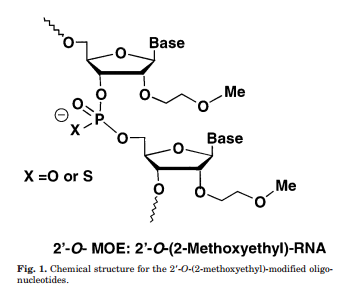 O
O
Base
O
O
O
Me
⊖
O
P
X
O
Base
O
X =O or S
O
O
O
Me
2'-O- MOE: 2'-O-(2-Methoxyethyl)-RNA
Fig. 1. Chemical structure for the 2′-O-(2-methoxyethyl)-modified oligo-
nucleotides.